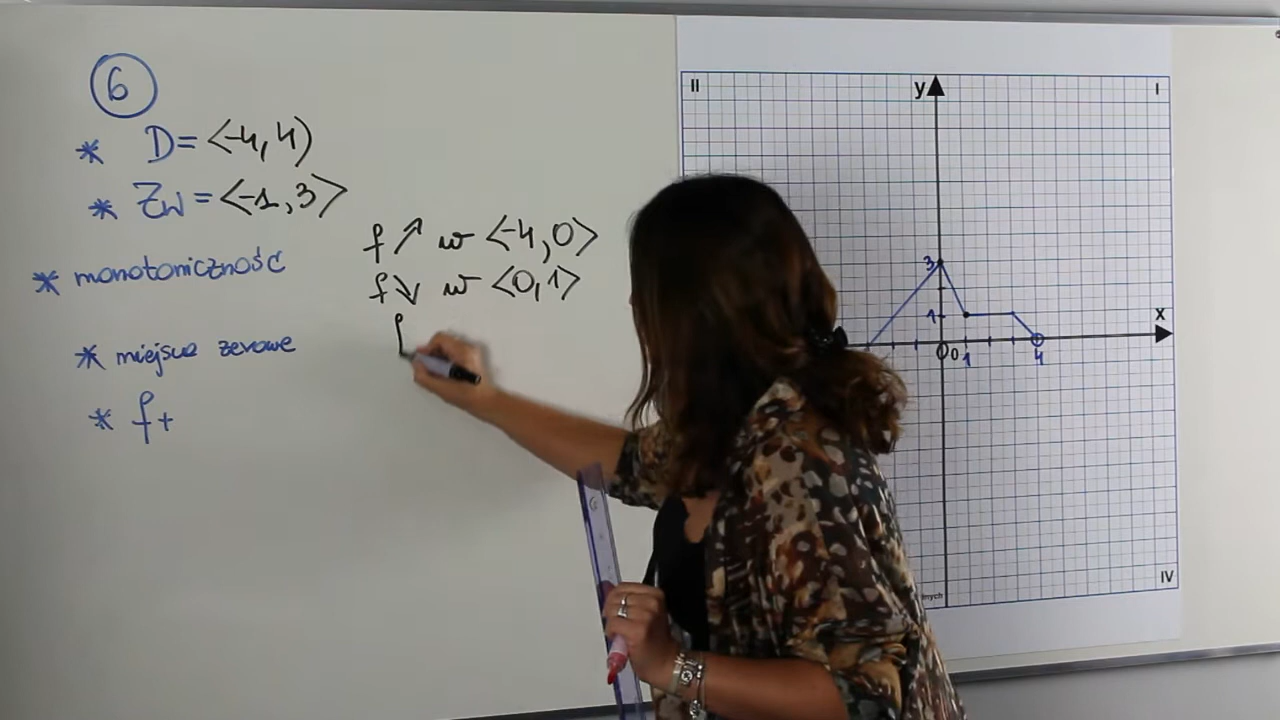 6
* D = <-4, 4)
* Zw = <-1, 3>
* monotoniczność
f ↗ w <-4, 0>
f ↘ w <0, 1>
f
* miejsca zerowe
* f+
II
I
y
3
1
x
0
0
1
4
IV